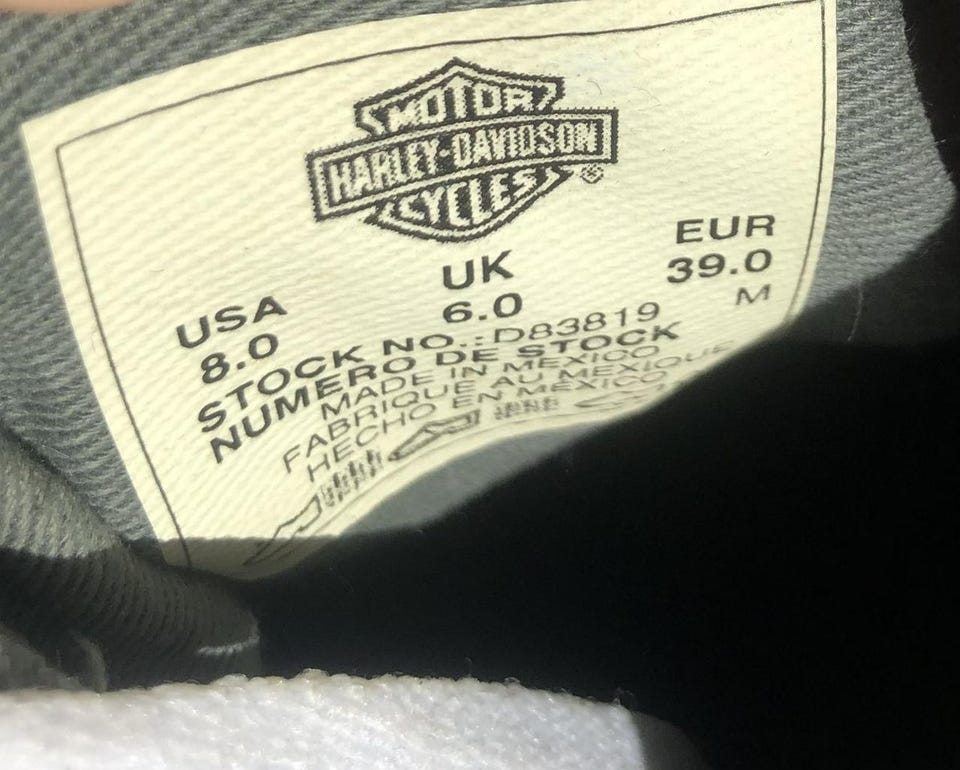 MOTOR
HARLEY-DAVIDSON
CYCLES ®
USA UK EUR
8.0 6.0 39.0
M
STOCK NO.:D83819
NUMERO DE STOCK
MADE IN MEXICO
FABRIQUE AU MEXIQUE
HECHO EN MÉXICO